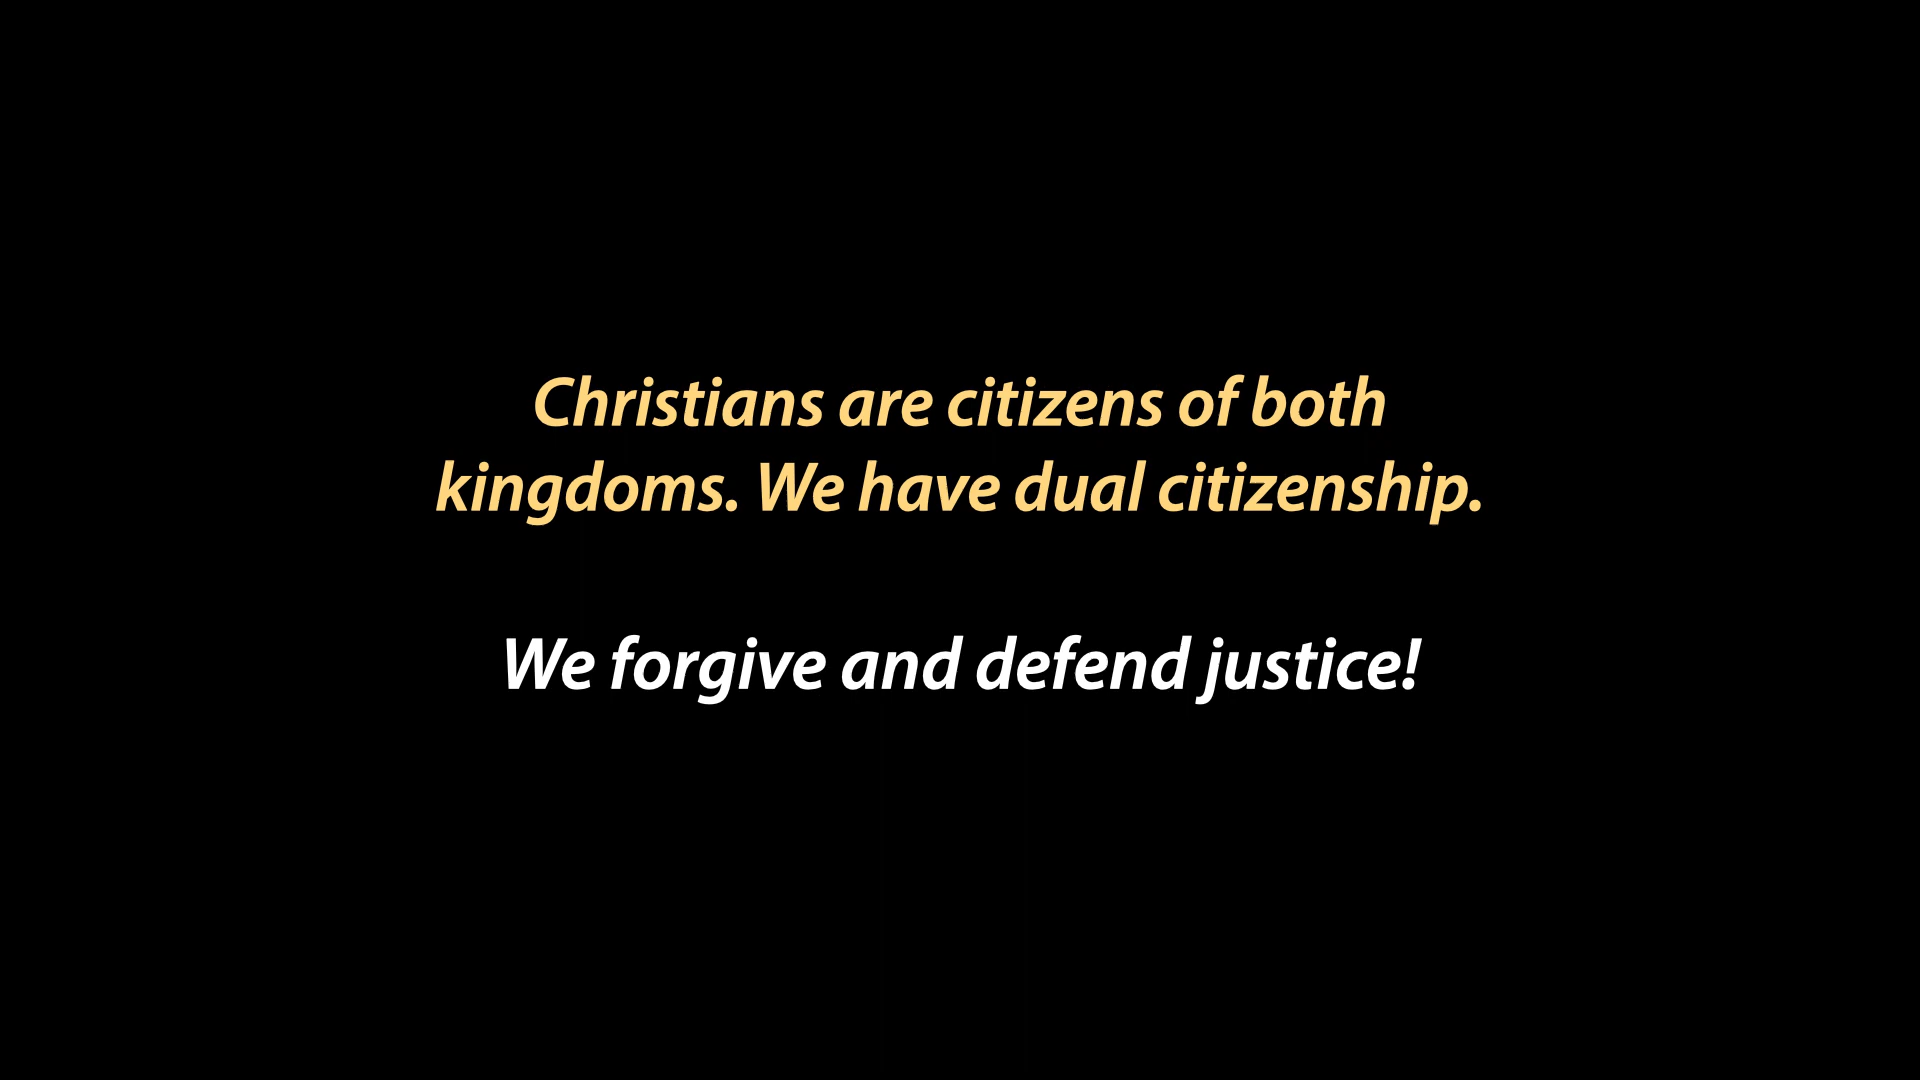 Christians are citizens of both
kingdoms. We have dual citizenship.
We forgive and defend justice!